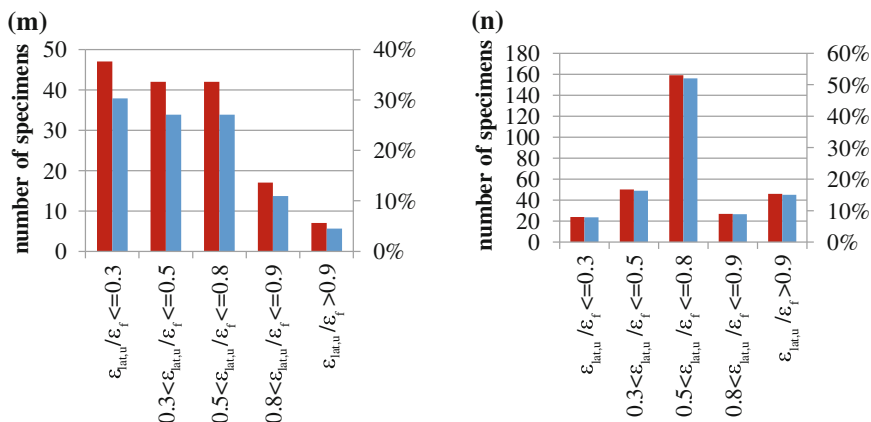 (m)
number of specimens
50
40
30
20
10
0
40%
30%
20%
10%
0%
εlat,u/εf <=0.3
0.3<εlat,u/εf <=0.5
0.5<εlat,u/εf <=0.8
0.8<εlat,u/εf <=0.9
εlat,u/εf >0.9
(n)
number of specimens
180
160
140
120
100
80
60
40
20
0
60%
50%
40%
30%
20%
10%
0%
εlat,u/εf <=0.3
0.3<εlat,u/εf <=0.5
0.5<εlat,u/εf <=0.8
0.8<εlat,u/εf <=0.9
εlat,u/εf >0.9